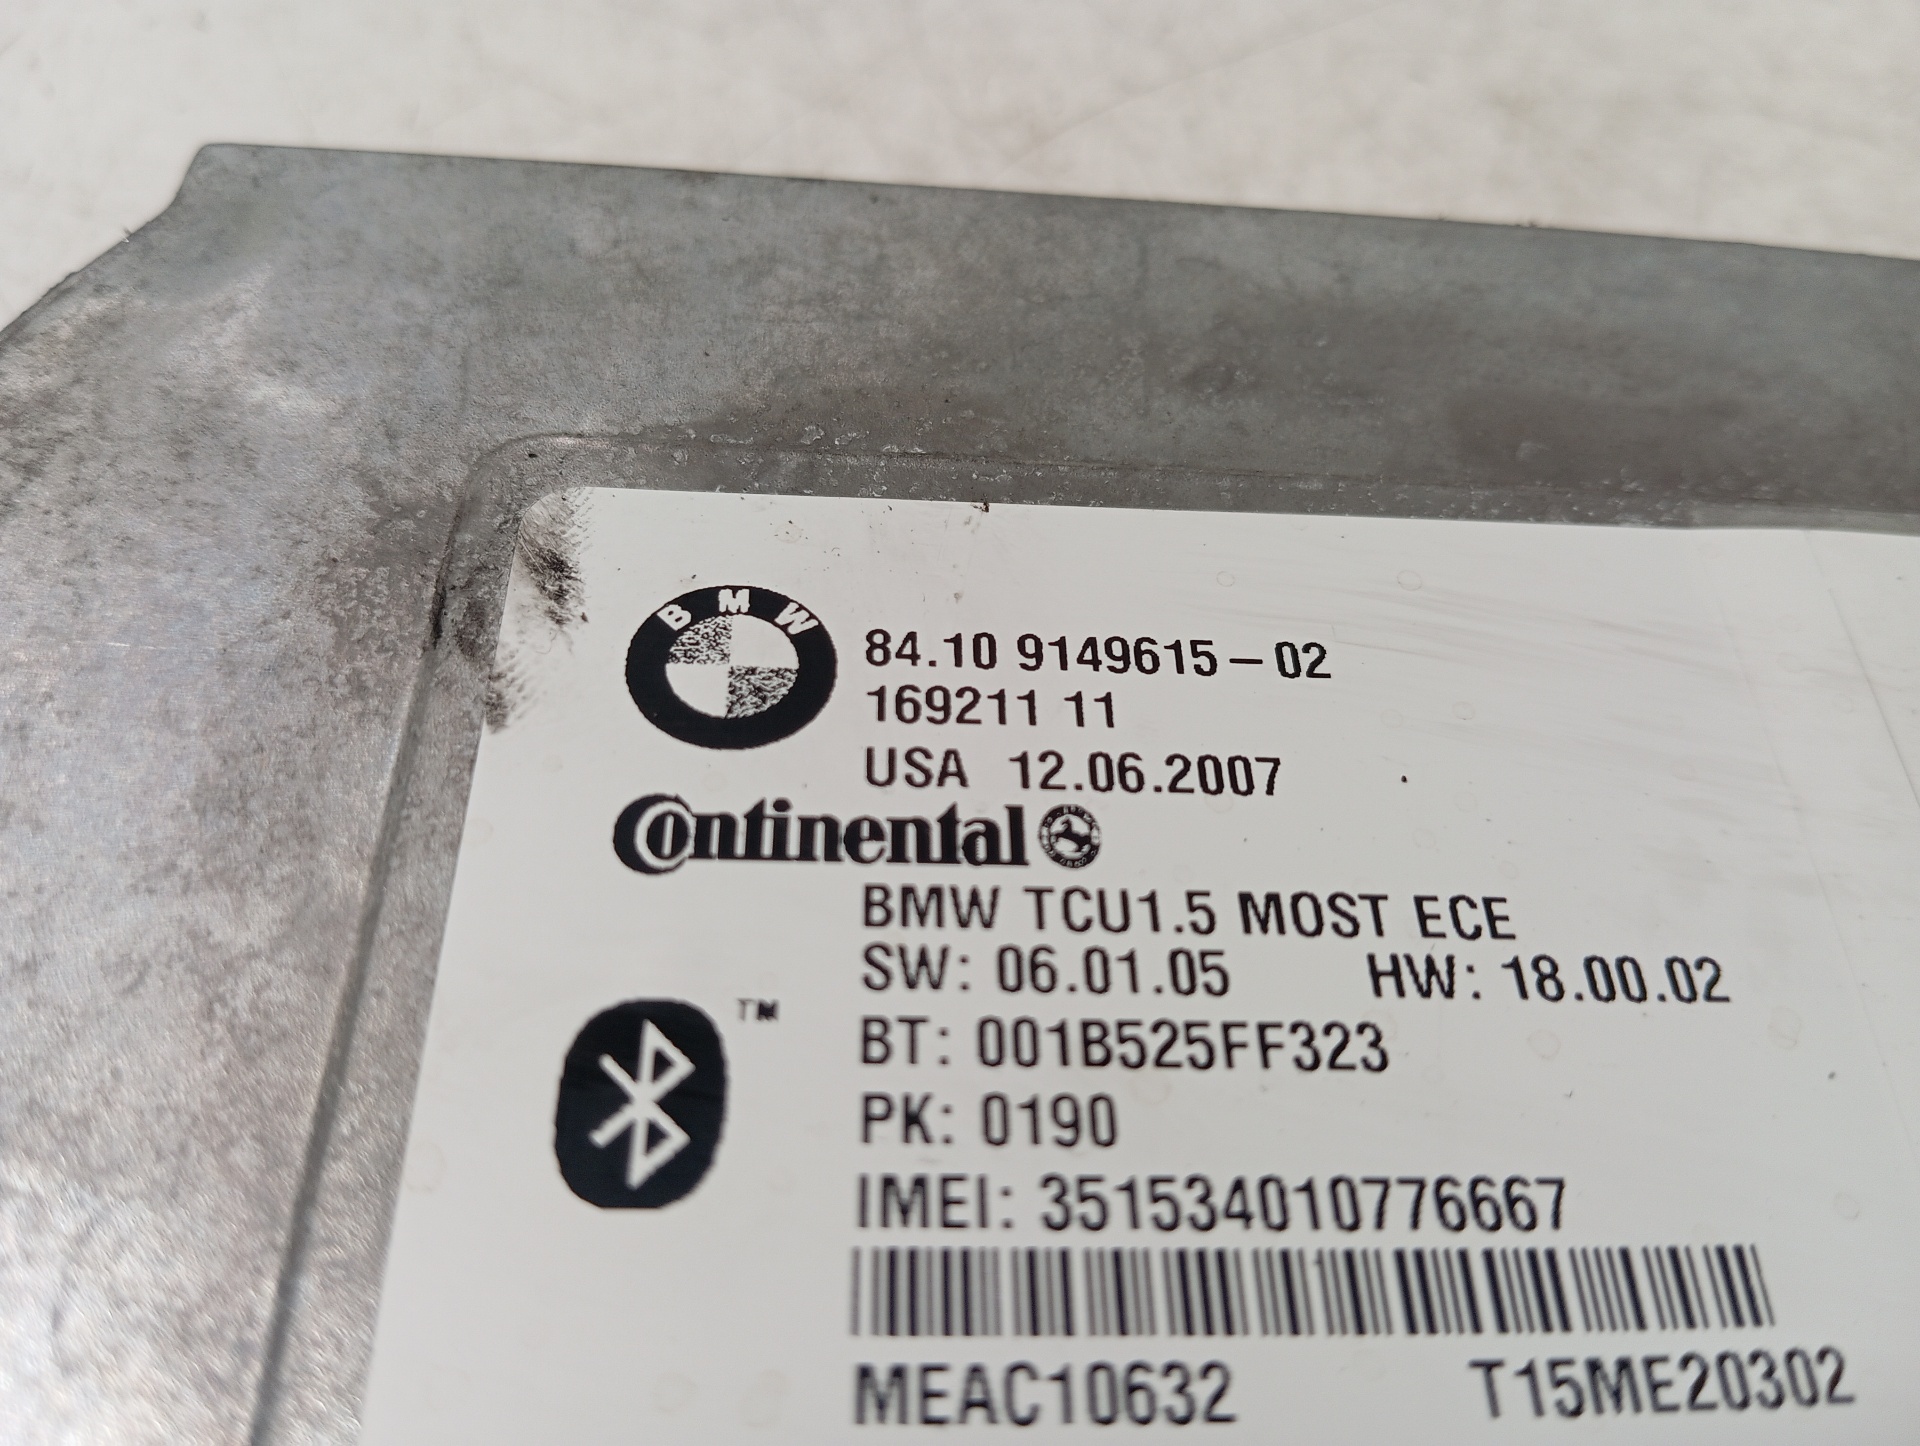 BMW
84.10 9149615-02
169211 11
USA 12.06.2007
Continental
BMW TCU1.5 MOST ECE
SW: 06.01.05 HW: 18.00.02
TM
BT: 001B525FF323
PK: 0190
IMEI: 351534010776667
MEAC10632 T15ME20302